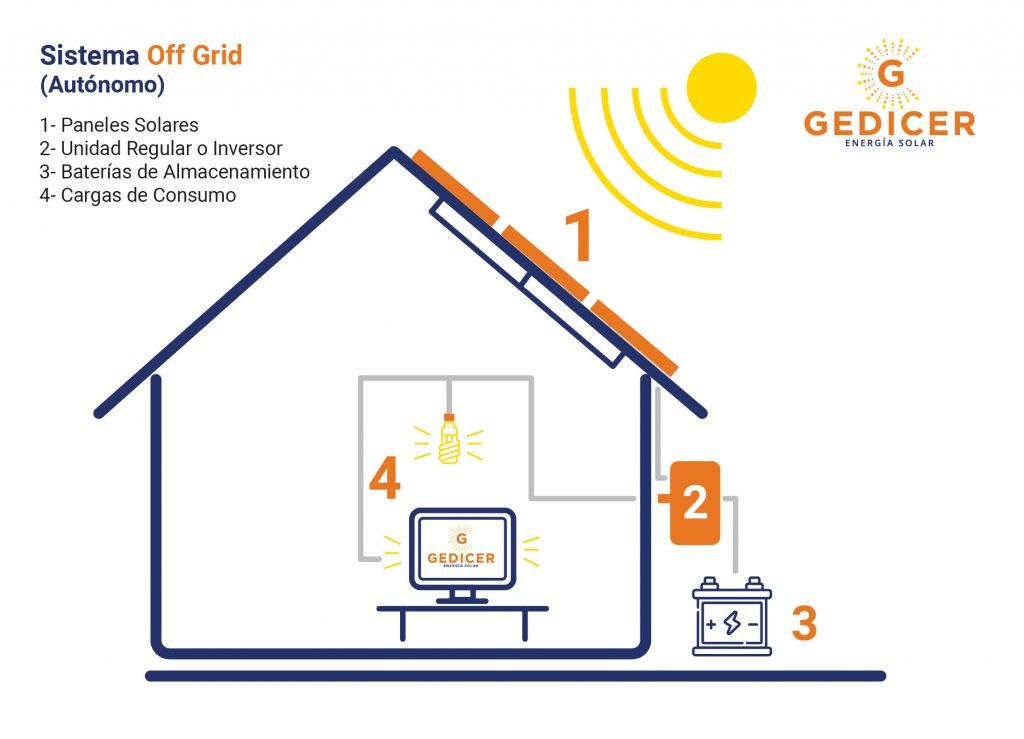 Sistema Off Grid
(Autónomo)
1- Paneles Solares
2- Unidad Regular o Inversor
3- Baterías de Almacenamiento
4- Cargas de Consumo
G
GEDICER
ENERGÍA SOLAR
1
4
2
G
GEDICER
ENERGÍA SOLAR
+ -
3